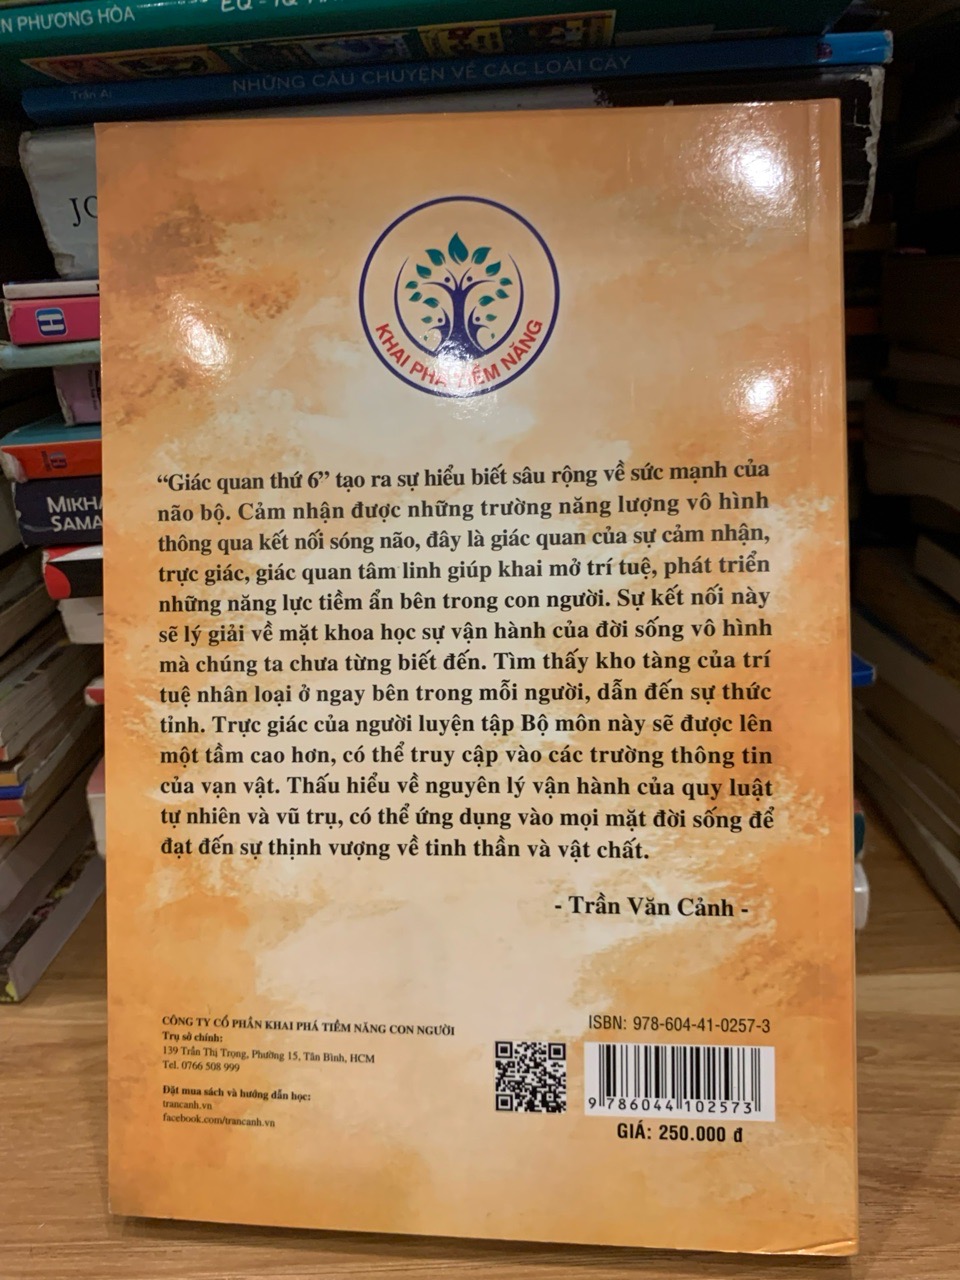 N PHƯƠNG HÒA
EQ - IQ
NHỮNG CÂU CHUYỆN VỀ CÁC LOÀI CÂY
Trần Ai
JO
H
MIKHA
SAMA
KHAI PHÁ TIỀM NĂNG
“Giác quan thứ 6” tạo ra sự hiểu biết sâu rộng về sức mạnh của
não bộ. Cảm nhận được những trường năng lượng vô hình
thông qua kết nối sóng não, đây là giác quan của sự cảm nhận,
trực giác, giác quan tâm linh giúp khai mở trí tuệ, phát triển
những năng lực tiềm ẩn bên trong con người. Sự kết nối này
sẽ lý giải về mặt khoa học sự vận hành của đời sống vô hình
mà chúng ta chưa từng biết đến. Tìm thấy kho tàng của trí
tuệ nhân loại ở ngay bên trong mỗi người, dẫn đến sự thức
tỉnh. Trực giác của người luyện tập Bộ môn này sẽ được lên
một tầm cao hơn, có thể truy cập vào các trường thông tin
của vạn vật. Thấu hiểu về nguyên lý vận hành của quy luật
tự nhiên và vũ trụ, có thể ứng dụng vào mọi mặt đời sống để
đạt đến sự thịnh vượng về tinh thần và vật chất.
- Trần Văn Cảnh -
CÔNG TY CỔ PHẦN KHAI PHÁ TIỀM NĂNG CON NGƯỜI
Trụ sở chính:
139 Trần Thị Trọng, Phường 15, Tân Bình, HCM
Tel. 0766 508 999
Đặt mua sách và hướng dẫn học:
trancanh.vn
facebook.com/trancanh.vn
ISBN: 978-604-41-0257-3
9 786044 102573
GIÁ: 250.000 đ